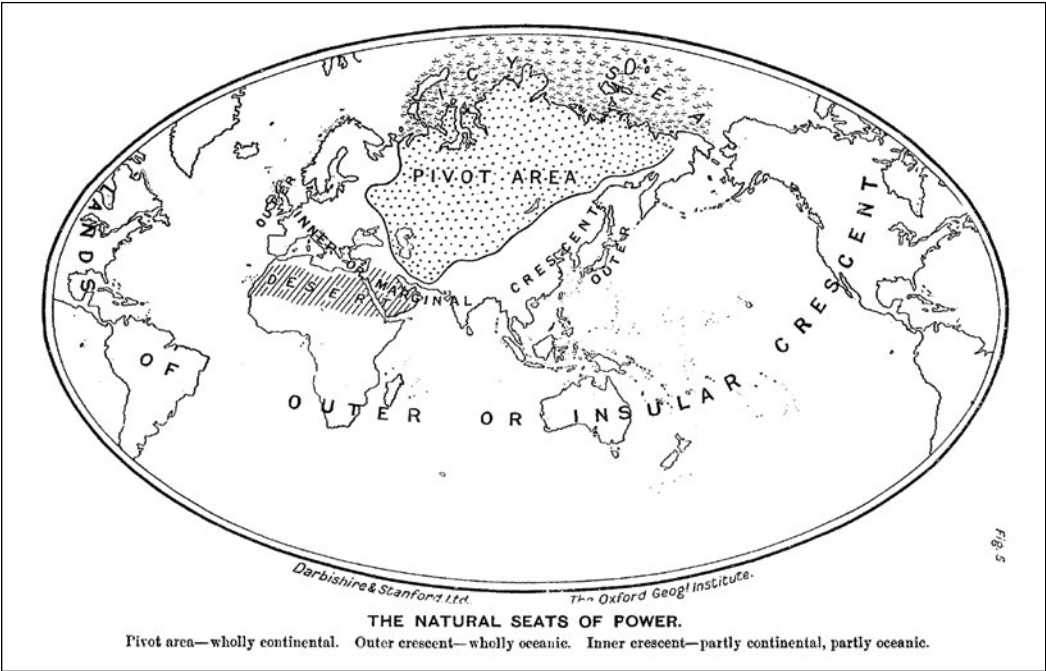 ICY SEA
PIVOT AREA
LANDS
OF
OUTER
INNER OR MARGINAL
CRESCENT
OUTER
DESERT
OUTER OR INSULAR CRESCENT
Fig. 5
Darbishire & Stanford, Ltd.
The Oxford Geogl Institute.
THE NATURAL SEATS OF POWER.
Pivot area—wholly continental. Outer crescent—wholly oceanic. Inner crescent—partly continental, partly oceanic.